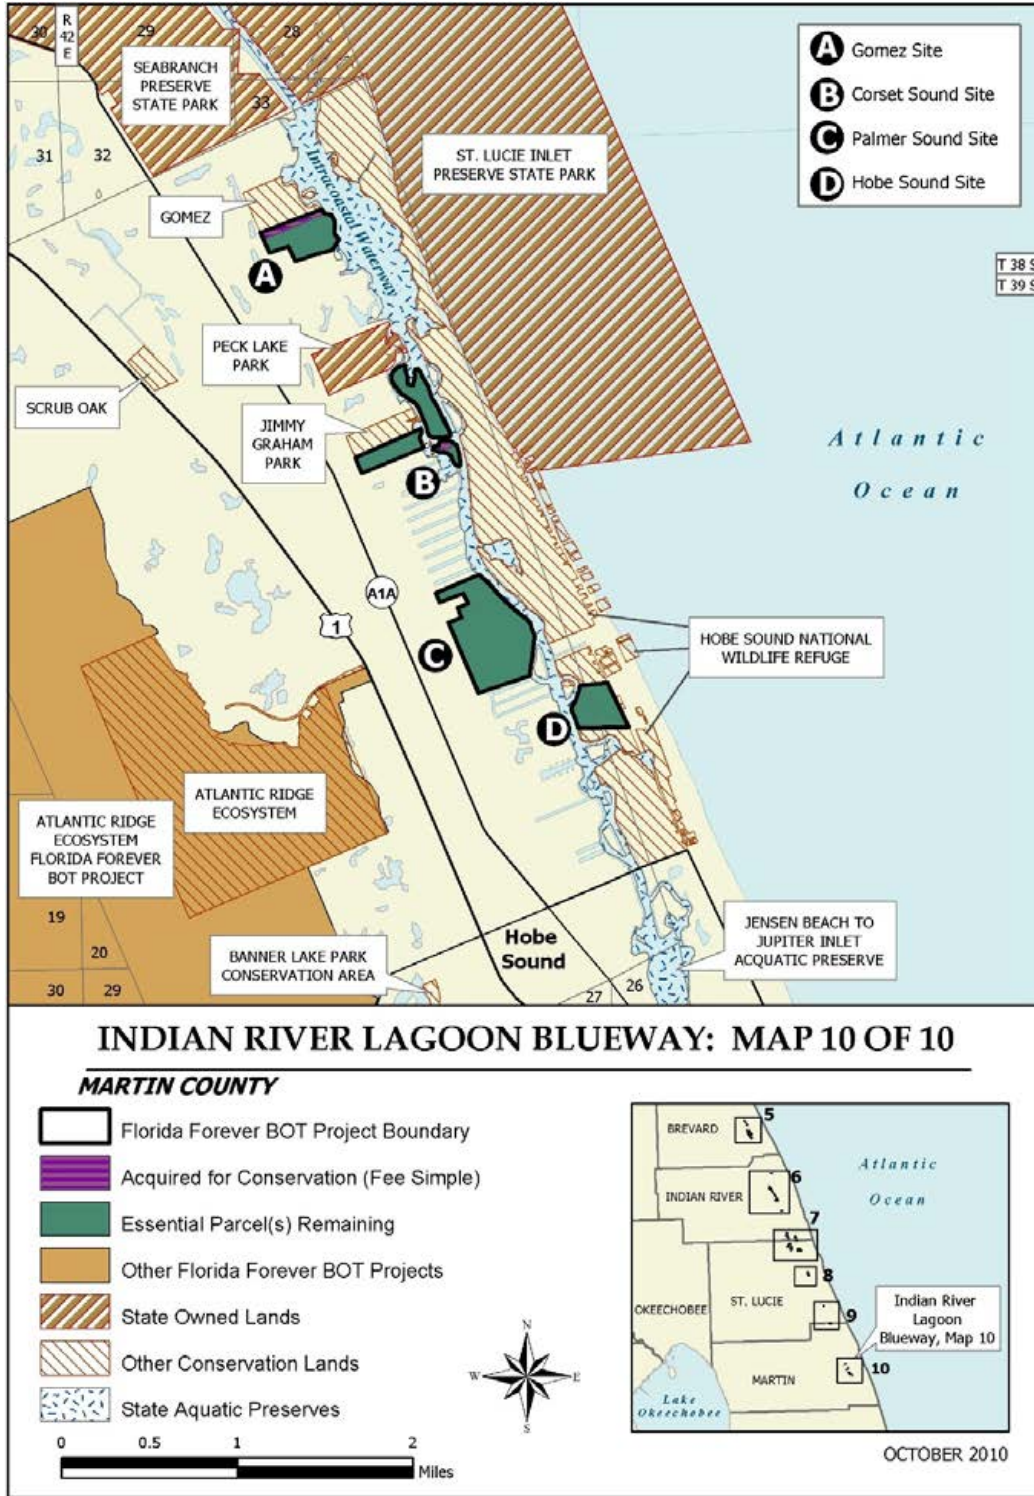 30
R
42
E
29
28
SEABRANCH
PRESERVE
STATE PARK
33
31
32
A Gomez Site
B Corset Sound Site
C Palmer Sound Site
D Hobe Sound Site
ST. LUCIE INLET
PRESERVE STATE PARK
Intracoastal Waterway
GOMEZ
A
T 38 S
T 39 S
PECK LAKE
PARK
SCRUB OAK
JIMMY
GRAHAM
PARK
B
Atlantic
Ocean
A1A
1
C
HOBE SOUND NATIONAL
WILDLIFE REFUGE
D
ATLANTIC RIDGE
ECOSYSTEM
ATLANTIC RIDGE
ECOSYSTEM
FLORIDA FOREVER
BOT PROJECT
19
20
30
29
BANNER LAKE PARK
CONSERVATION AREA
Hobe
Sound
JENSEN BEACH TO
JUPITER INLET
ACQUATIC PRESERVE
27
26
INDIAN RIVER LAGOON BLUEWAY: MAP 10 OF 10
MARTIN COUNTY
Florida Forever BOT Project Boundary
Acquired for Conservation (Fee Simple)
Essential Parcel(s) Remaining
Other Florida Forever BOT Projects
State Owned Lands
Other Conservation Lands
State Aquatic Preserves
0 0.5 1 2
Miles
N
W E
S
BREVARD
5
Atlantic
Ocean
INDIAN RIVER
6
7
8
ST. LUCIE
OKEECHOBEE
9
Indian River
Lagoon
Blueway, Map 10
10
MARTIN
Lake
Okeechobee
OCTOBER 2010